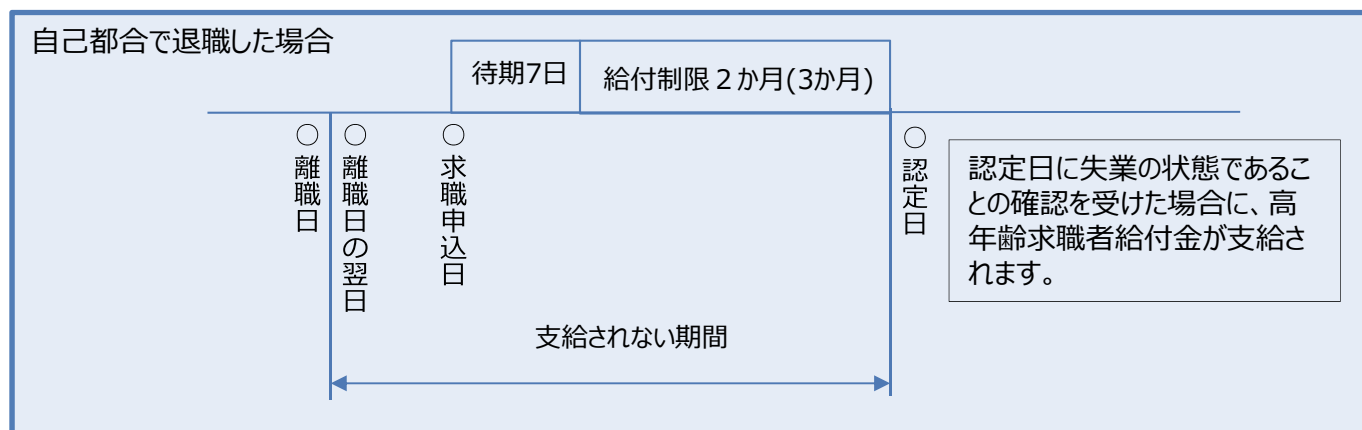 自己都合で退職した場合
待期7日
給付制限２か月(3か月)
○離職日
○離職日の翌日
○求職申込日
○認定日
認定日に失業の状態であるこ
との確認を受けた場合に、高
年齢求職者給付金が支給さ
れます。
支給されない期間